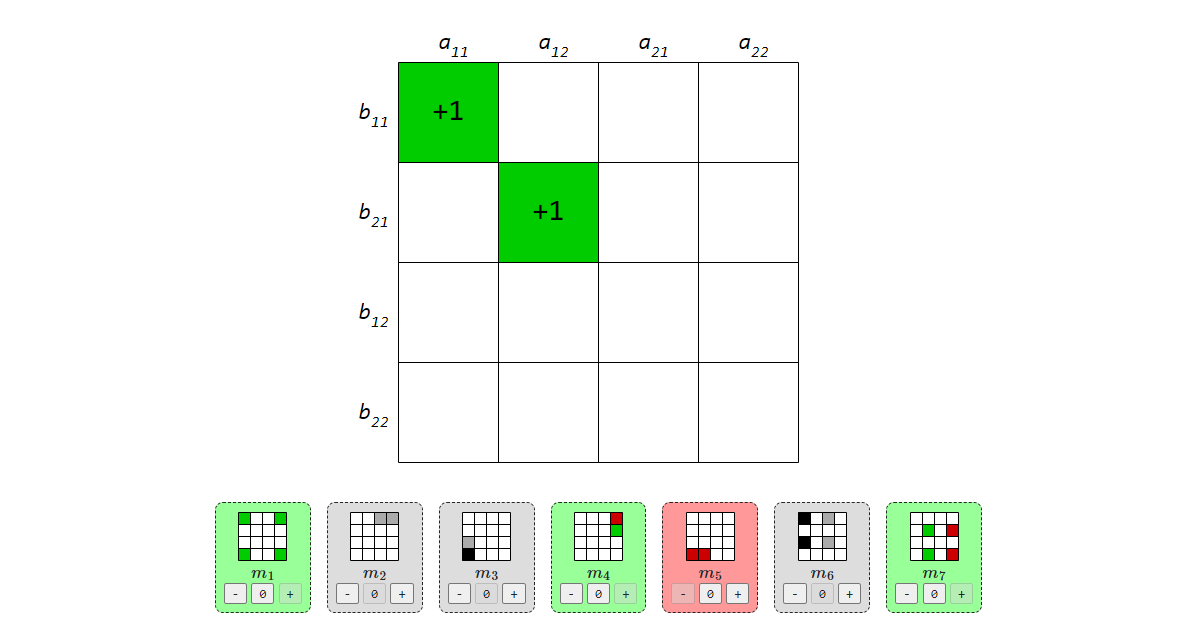 a11 a12 a21 a22
b11 +1
b21 +1
b12
b22
m1 m2 m3 m4 m5 m6 m7
- 0 + - 0 + - 0 + - 0 + - 0 + - 0 + - 0 +